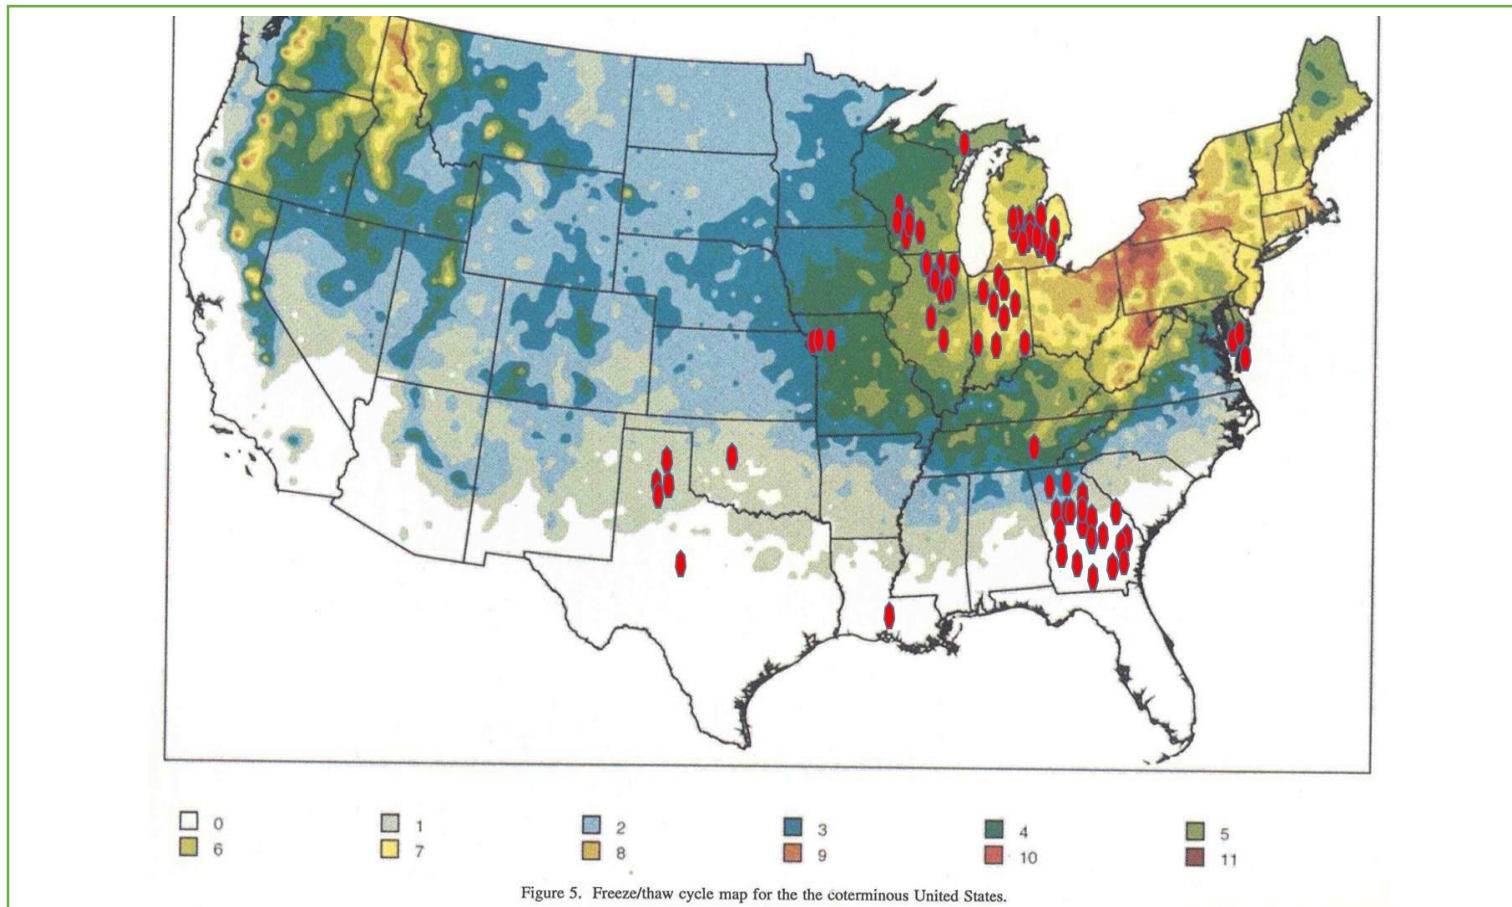 0 1 2 3 4 5
6 7 8 9 10 11
Figure 5. Freeze/thaw cycle map for the the coterminous United States.